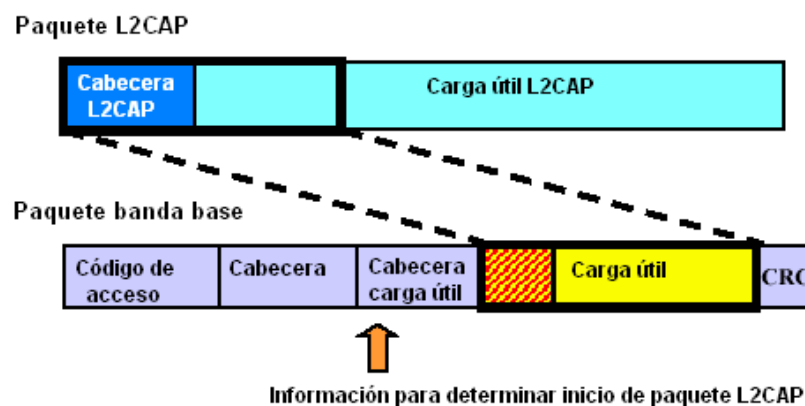 Paquete L2CAP
Cabecera
L2CAP
Carga útil L2CAP
Paquete banda base
Código de
acceso
Cabecera
Cabecera
carga útil
Carga útil
CRC
Información para determinar inicio de paquete L2CAP